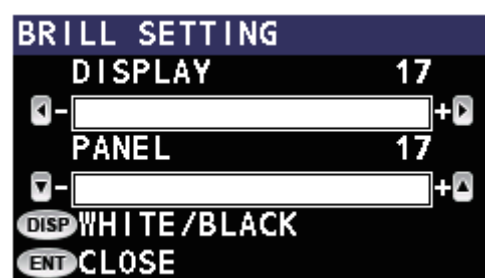 BRILL SETTING
DISPLAY 17
- +
PANEL 17
- +
DISP WHITE/BLACK
ENT CLOSE